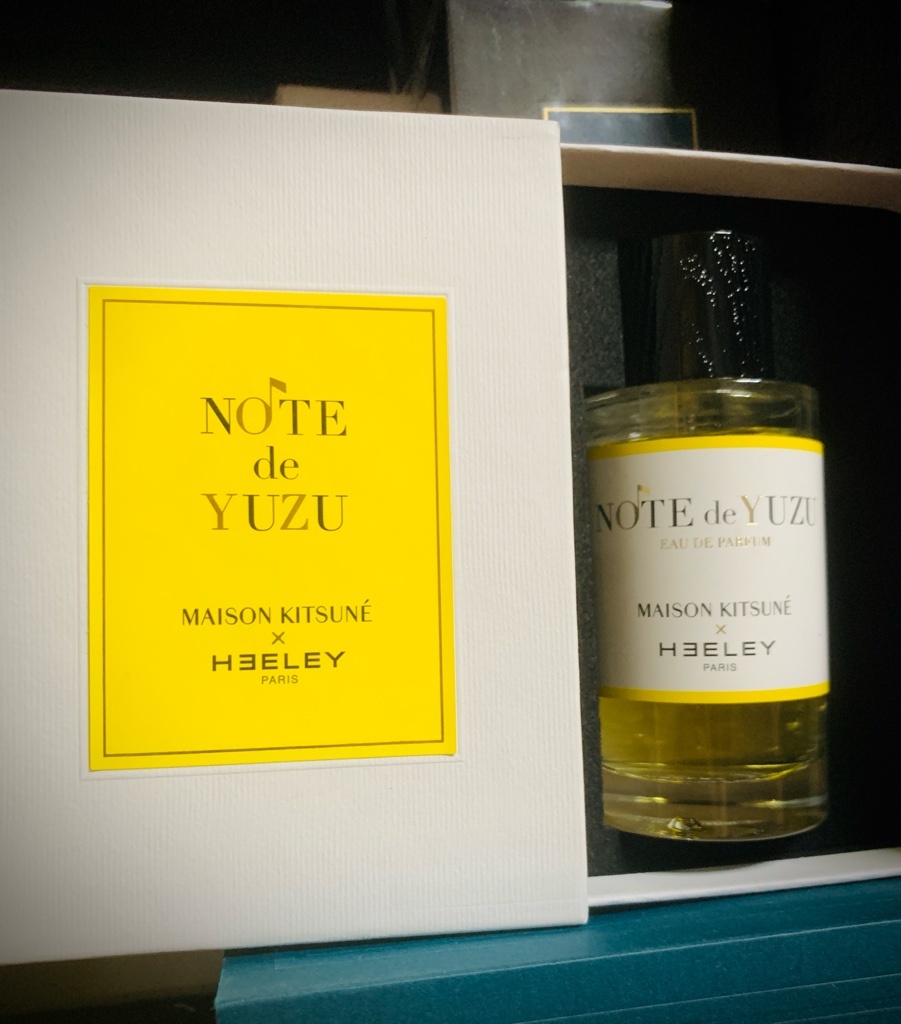 NOTE
de
YUZU
MAISON KITSUNÉ
×
HEELEY
PARIS
NOTE de YUZU
EAU DE PARFUM
MAISON KITSUNÉ
×
HEELEY
PARIS